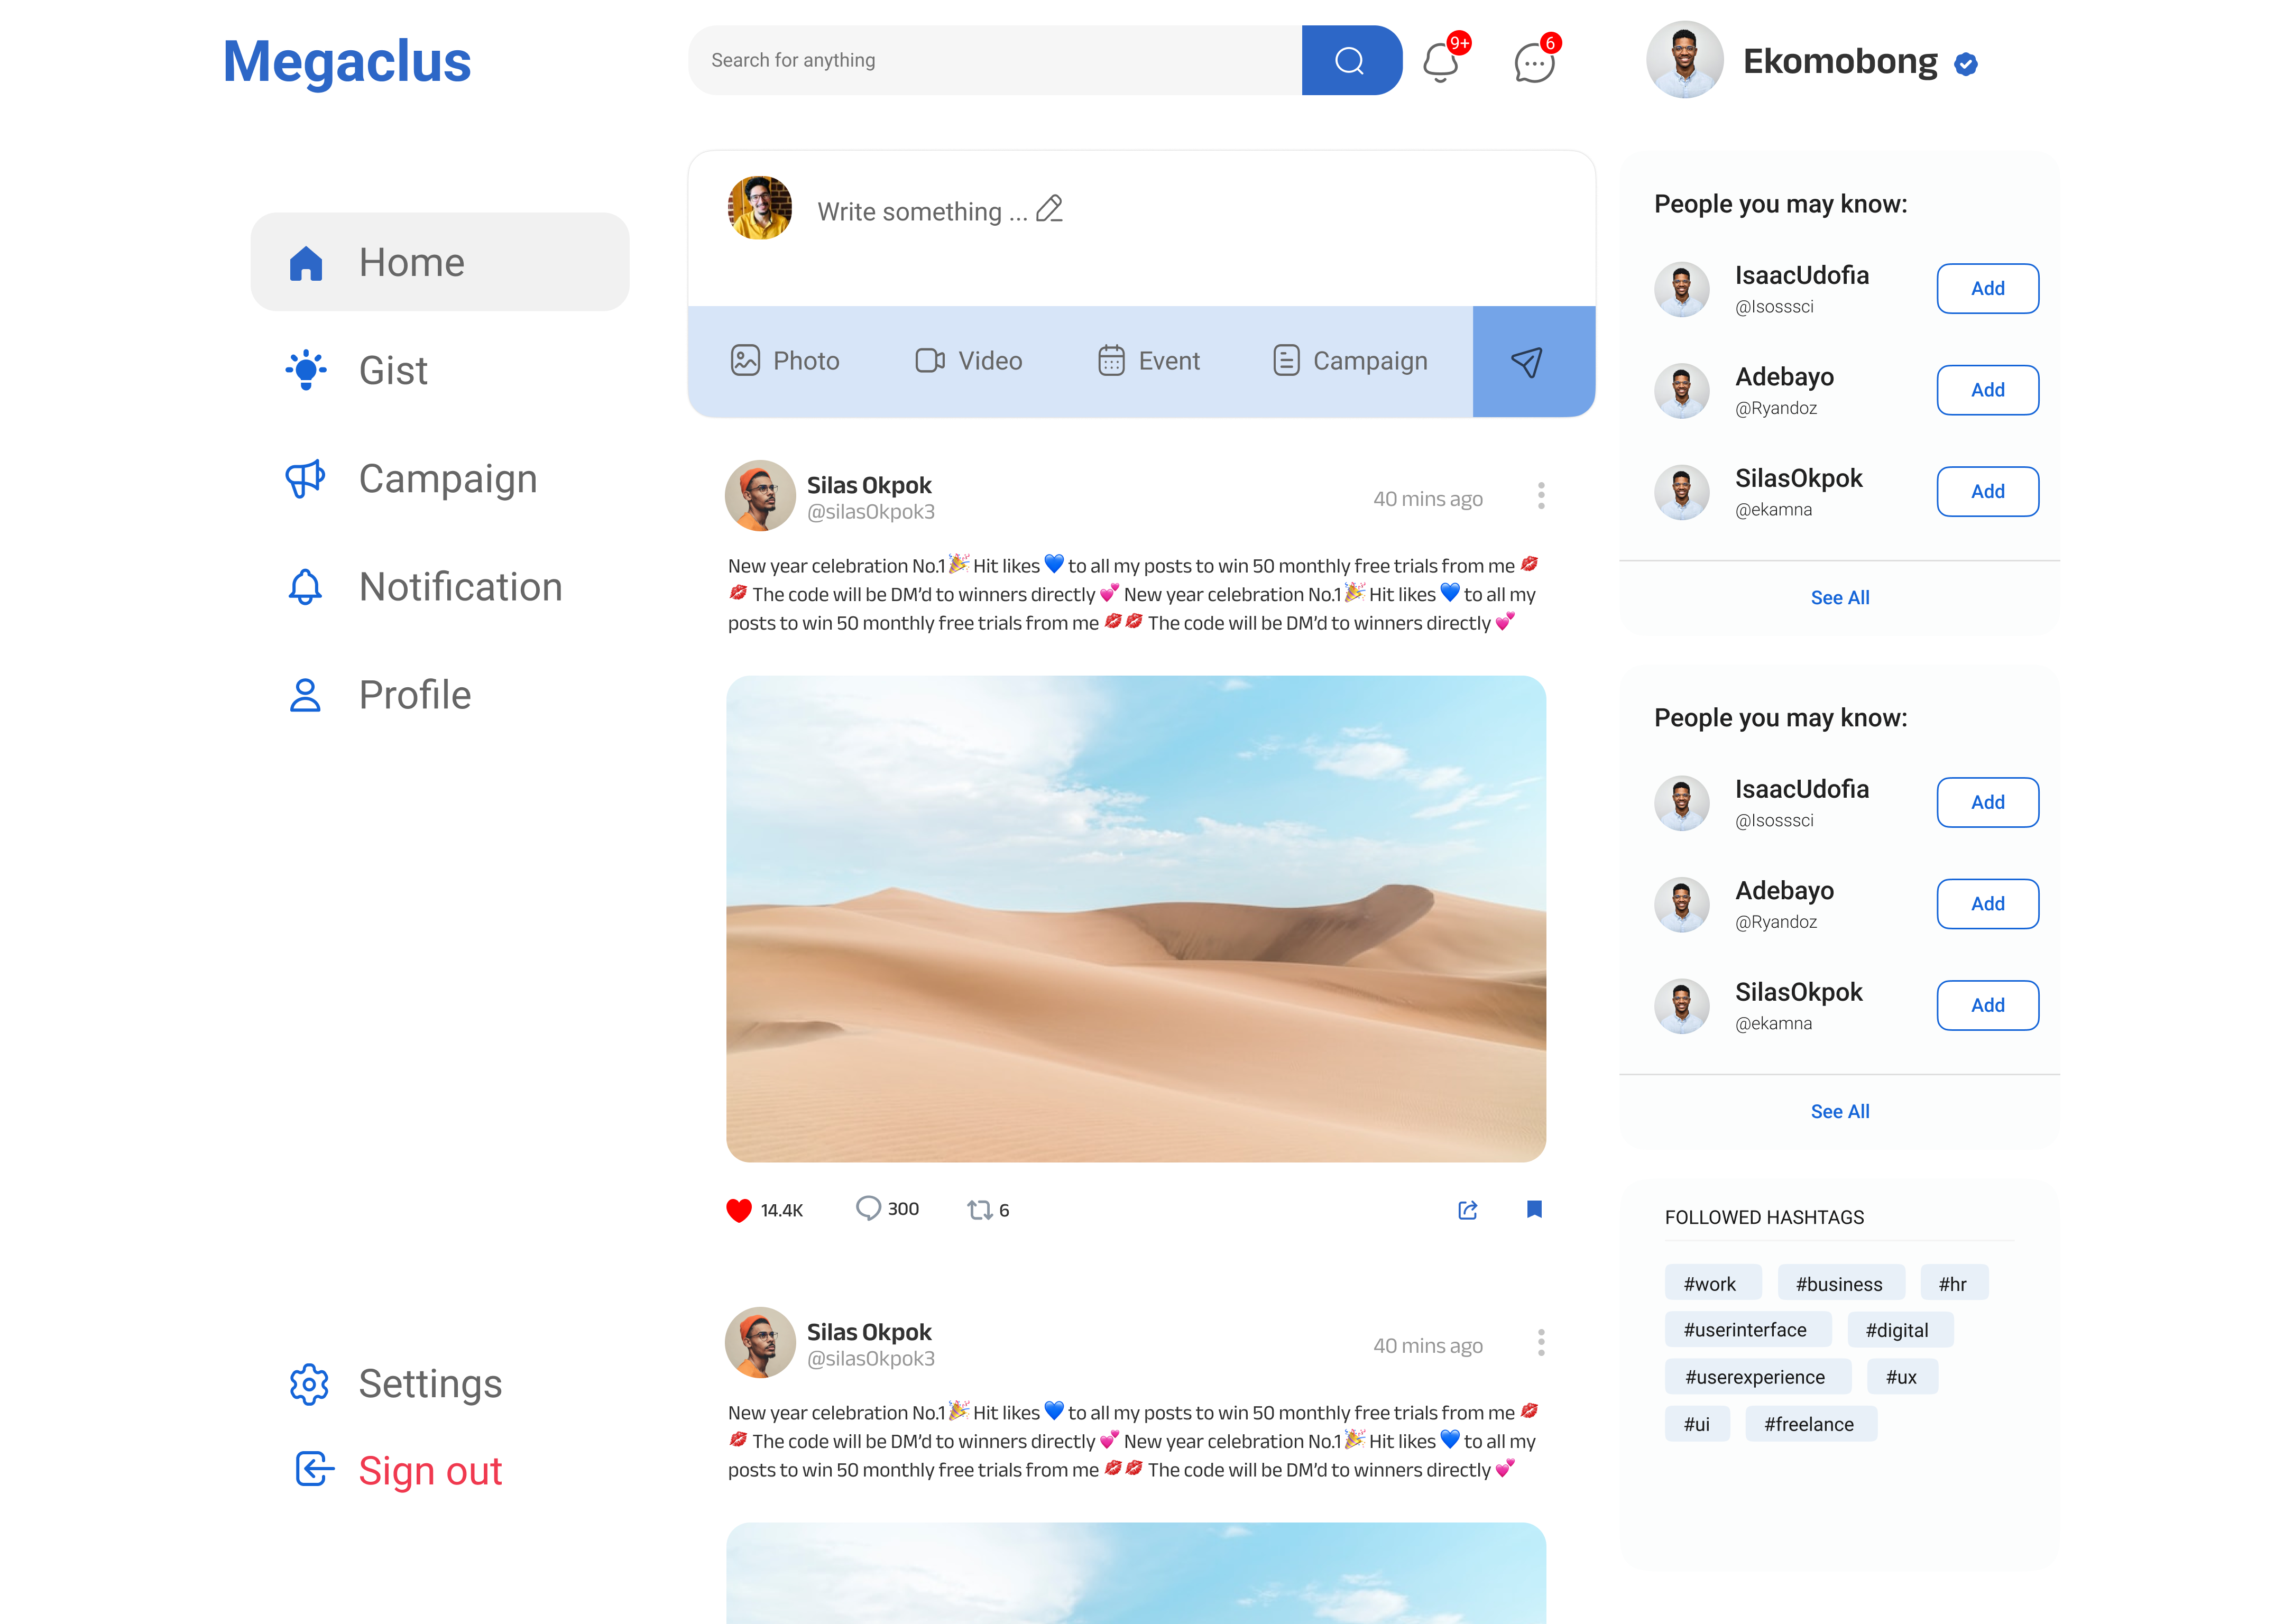 Megaclus
Search for anything
9+
6
Ekomobong
Home
Gist
Campaign
Notification
Profile
Settings
Sign out
Write something ...
Photo
Video
Event
Campaign
Silas Okpok
@silasOkpok3
40 mins ago
New year celebration No.1🎉 Hit likes 💙 to all my posts to win 50 monthly free trials from me 💋
💋 The code will be DM’d to winners directly 💕 New year celebration No.1🎉 Hit likes 💙 to all my
posts to win 50 monthly free trials from me 💋💋 The code will be DM’d to winners directly 💕
14.4K
300
6
Silas Okpok
@silasOkpok3
40 mins ago
New year celebration No.1🎉 Hit likes 💙 to all my posts to win 50 monthly free trials from me 💋
💋 The code will be DM’d to winners directly 💕 New year celebration No.1🎉 Hit likes 💙 to all my
posts to win 50 monthly free trials from me 💋💋 The code will be DM’d to winners directly 💕
People you may know:
IsaacUdofia
@Isosssci
Add
Adebayo
@Ryandoz
Add
SilasOkpok
@ekamna
Add
See All
People you may know:
IsaacUdofia
@Isosssci
Add
Adebayo
@Ryandoz
Add
SilasOkpok
@ekamna
Add
See All
FOLLOWED HASHTAGS
#work #business #hr
#userinterface #digital
#userexperience #ux
#ui #freelance